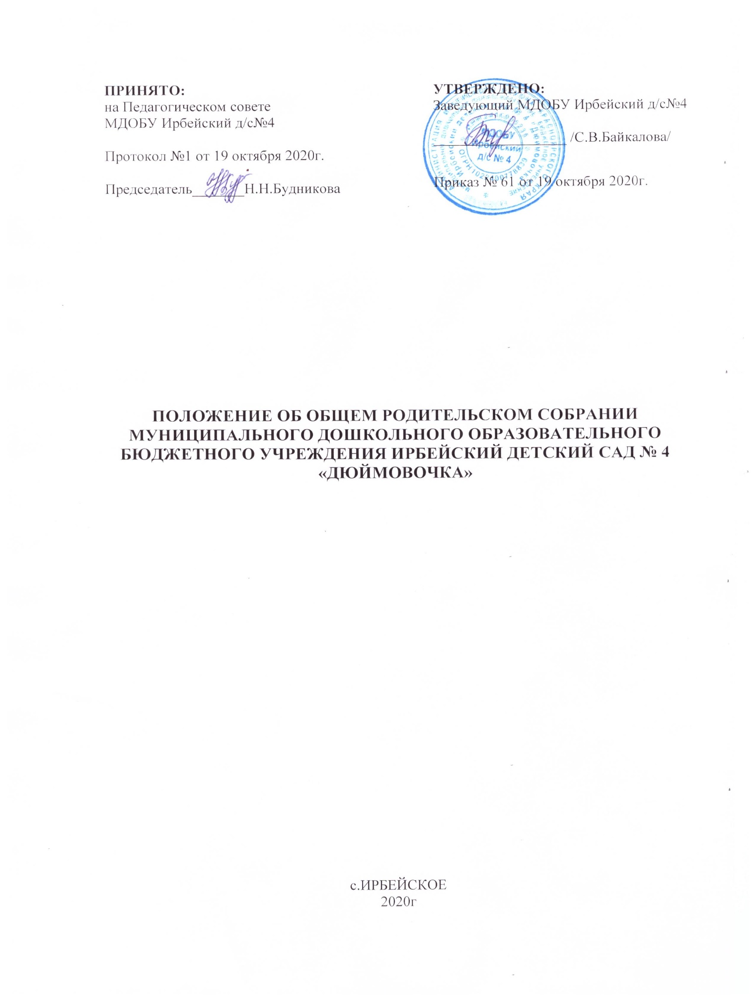 ПРИНЯТО:
на Педагогическом совете
МДОБУ Ирбейский д/с№4
Протокол №1 от 19 октября 2020г.
Председатель_______Н.Н.Будникова
УТВЕРЖДЕНО:
Заведующий МДОБУ Ирбейский д/с№4
__________________ /С.В.Байкалова/
Приказ № 61 от 19 октября 2020г.
МДОБУ
Ирбейский
д/с № 4
ПОЛОЖЕНИЕ ОБ ОБЩЕМ РОДИТЕЛЬСКОМ СОБРАНИИ
МУНИЦИПАЛЬНОГО ДОШКОЛЬНОГО ОБРАЗОВАТЕЛЬНОГО
БЮДЖЕТНОГО УЧРЕЖДЕНИЯ ИРБЕЙСКИЙ ДЕТСКИЙ САД № 4
«ДЮЙМОВОЧКА»
с.ИРБЕЙСКОЕ
2020г